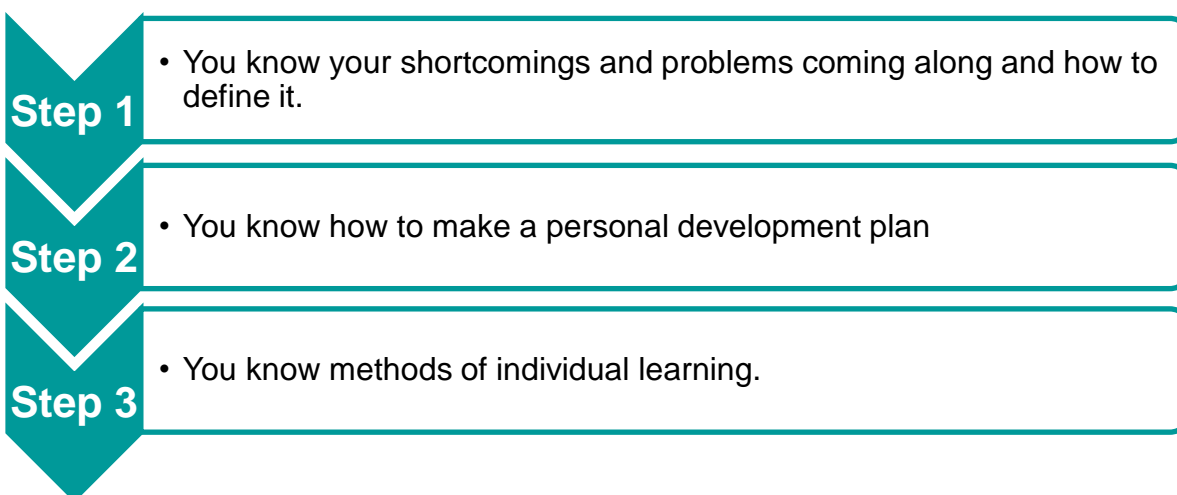 Step 1
• You know your shortcomings and problems coming along and how to
define it.
Step 2
• You know how to make a personal development plan
Step 3
• You know methods of individual learning.